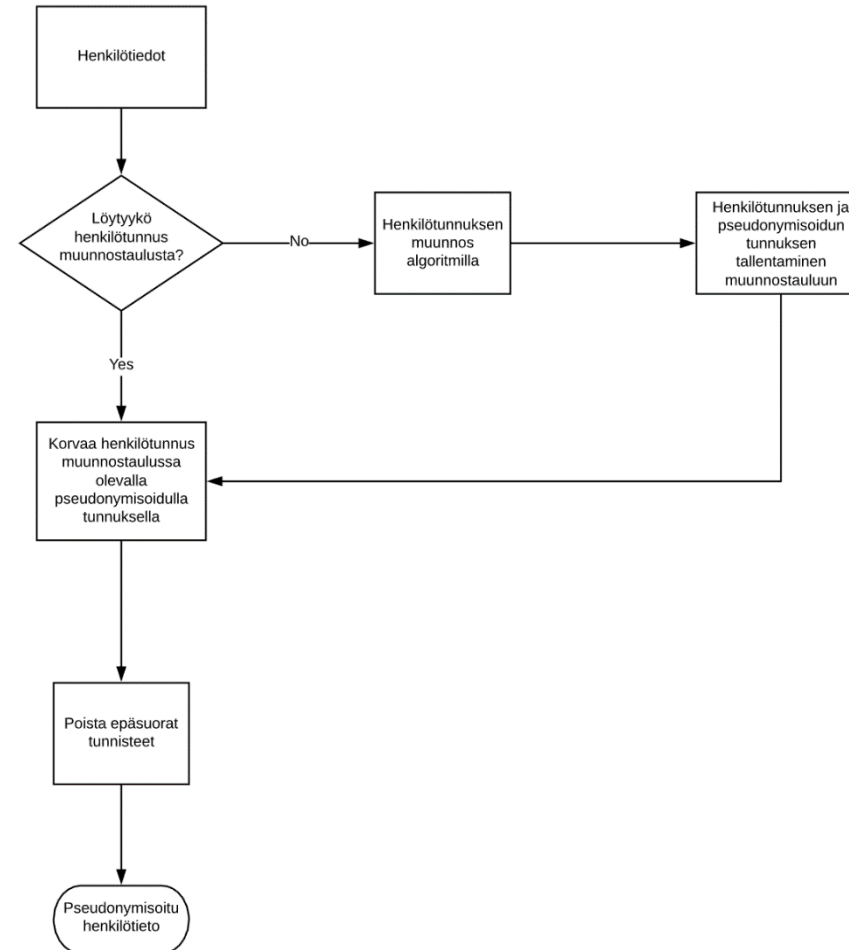 Henkilötiedot
Löytyykö
henkilötunnus
muunnostaulusta?
No
Henkilötunnuksen
muunnos
algoritmilla
Henkilötunnuksen ja
pseudonymisoidun
tunnuksen
tallentaminen
muunnostauluun
Yes
Korvaa henkilötunnus
muunnostaulussa
olevalla
pseudonymisoidulla
tunnuksella
Poista epäsuorat
tunnisteet
Pseudonymisoitu
henkilötieto